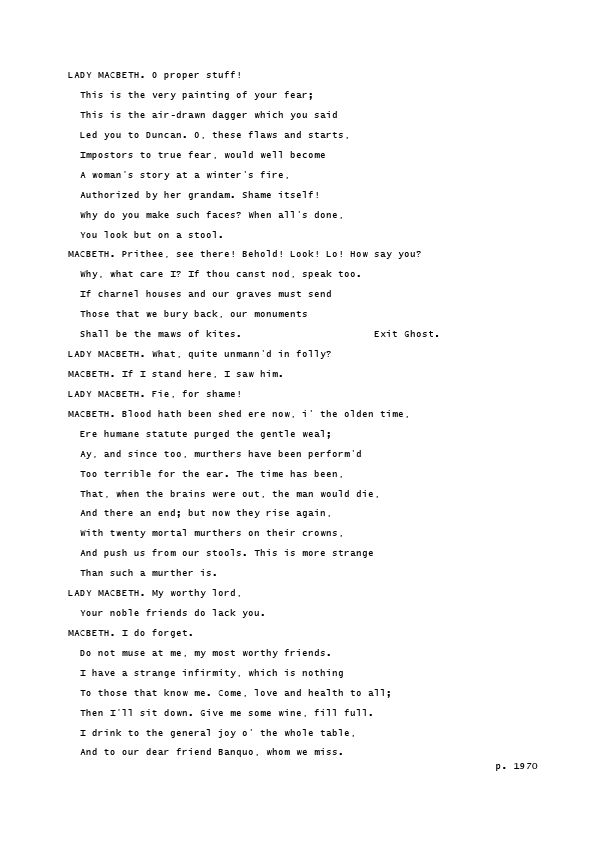 LADY MACBETH. O proper stuff!
This is the very painting of your fear;
This is the air-drawn dagger which you said
Led you to Duncan. O, these flaws and starts,
Impostors to true fear, would well become
A woman's story at a winter's fire,
Authorized by her grandam. Shame itself!
Why do you make such faces? When all's done,
You look but on a stool.
MACBETH. Prithee, see there! Behold! Look! Lo! How say you?
Why, what care I? If thou canst nod, speak too.
If charnel houses and our graves must send
Those that we bury back, our monuments
Shall be the maws of kites. Exit Ghost.
LADY MACBETH. What, quite unmann'd in folly?
MACBETH. If I stand here, I saw him.
LADY MACBETH. Fie, for shame!
MACBETH. Blood hath been shed ere now, i' the olden time,
Ere humane statute purged the gentle weal;
Ay, and since too, murthers have been perform'd
Too terrible for the ear. The time has been,
That, when the brains were out, the man would die,
And there an end; but now they rise again,
With twenty mortal murthers on their crowns,
And push us from our stools. This is more strange
Than such a murther is.
LADY MACBETH. My worthy lord,
Your noble friends do lack you.
MACBETH. I do forget.
Do not muse at me, my most worthy friends.
I have a strange infirmity, which is nothing
To those that know me. Come, love and health to all;
Then I'll sit down. Give me some wine, fill full.
I drink to the general joy o' the whole table,
And to our dear friend Banquo, whom we miss.
p. 1970